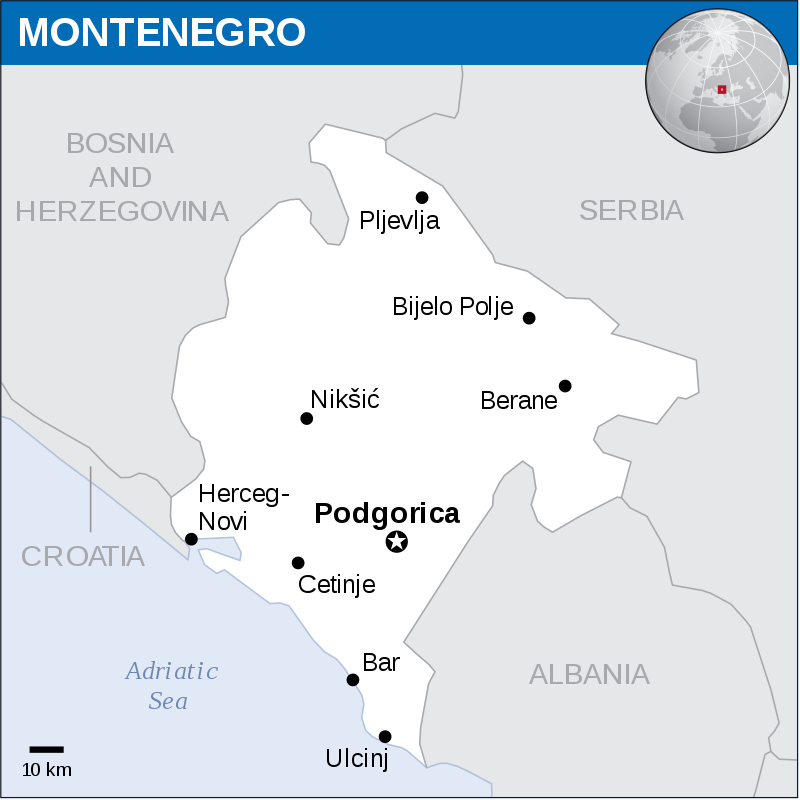 MONTENEGRO
BOSNIA
AND
HERZEGOVINA
SERBIA
Pljevlja
Bijelo Polje
Nikšić
Berane
Herceg-
Novi
Podgorica
CROATIA
Cetinje
Adriatic
Sea
Bar
ALBANIA
Ulcinj
10 km